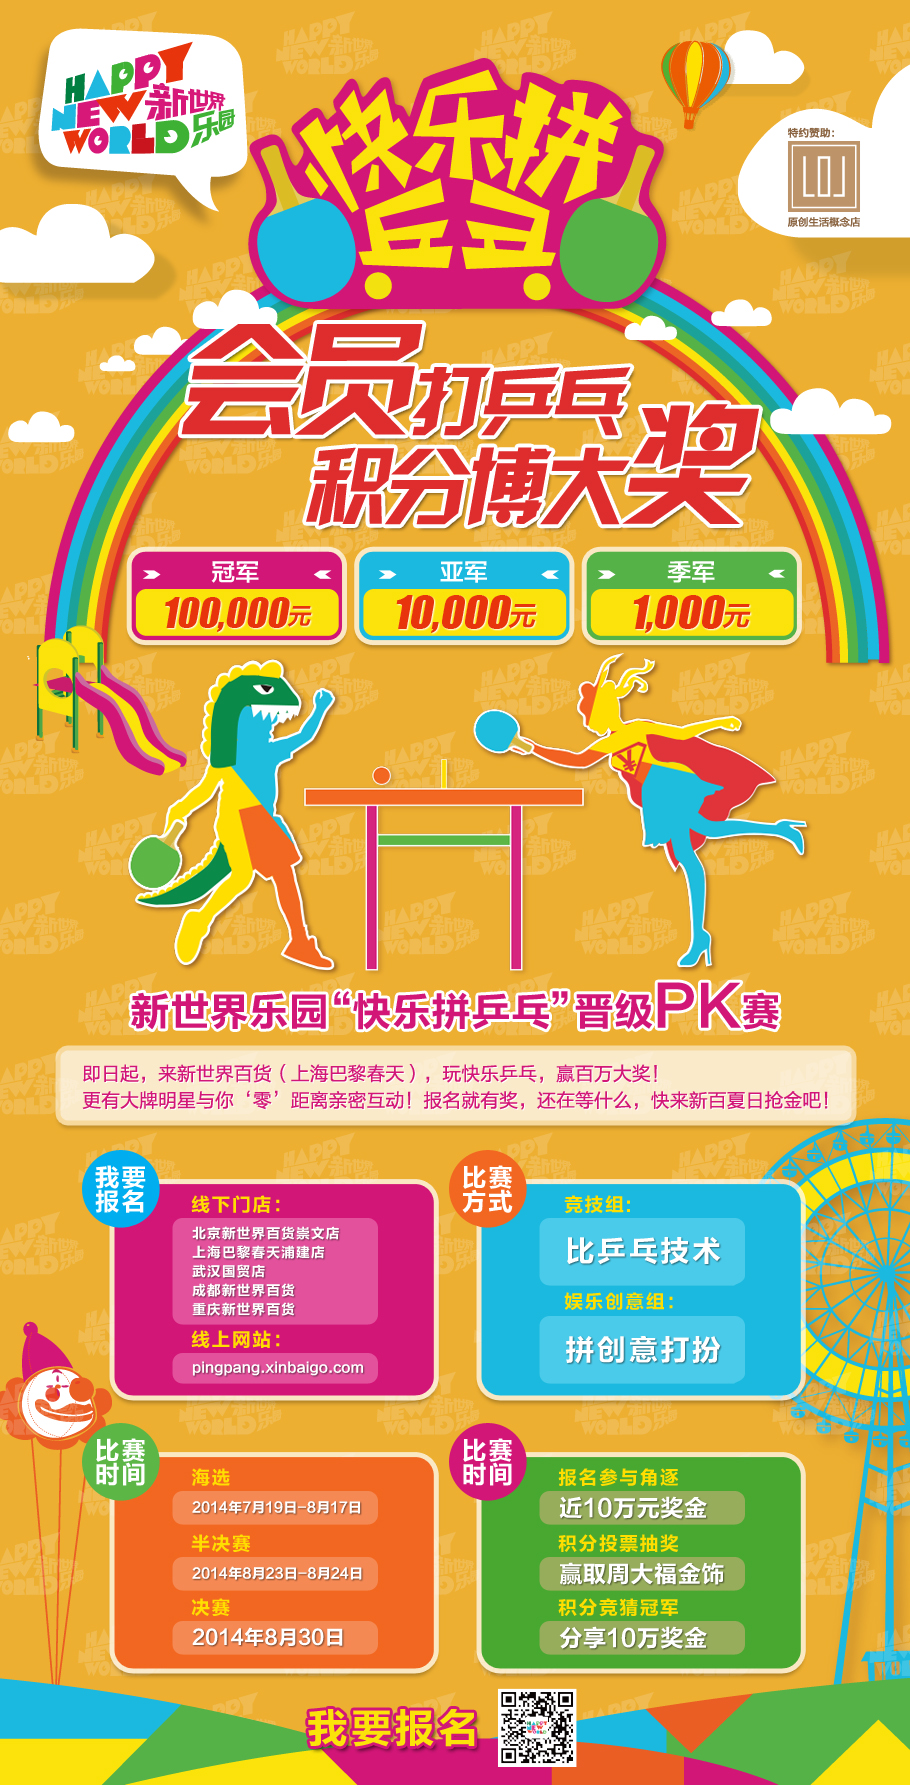 HAPPY
NEW新世界
WORLD乐园
特约赞助：
原创生活概念店
快乐拼
乒乓
会员打乒乓
积分博大奖
冠军
100,000元
亚军
10,000元
季军
1,000元
¥
新世界乐园“快乐拼乒乓”晋级PK赛
即日起，来新世界百货（上海巴黎春天），玩快乐乒乓，赢百万大奖！
更有大牌明星与你‘零’距离亲密互动！报名就有奖，还在等什么，快来新百夏日抢金吧！
我要
报名
线下门店：
北京新世界百货崇文店
上海巴黎春天浦建店
武汉国贸店
成都新世界百货
重庆新世界百货
线上网站：
pingpang.xinbaigo.com
比赛
方式
竞技组：
比乒乓技术
娱乐创意组：
拼创意打扮
比赛
时间
海选
2014年7月19日-8月17日
半决赛
2014年8月23日-8月24日
决赛
2014年8月30日
比赛
时间
报名参与角逐
近10万元奖金
积分投票抽奖
赢取周大福金饰
积分竞猜冠军
分享10万奖金
我要报名
HAPPY
NEW
WORLD